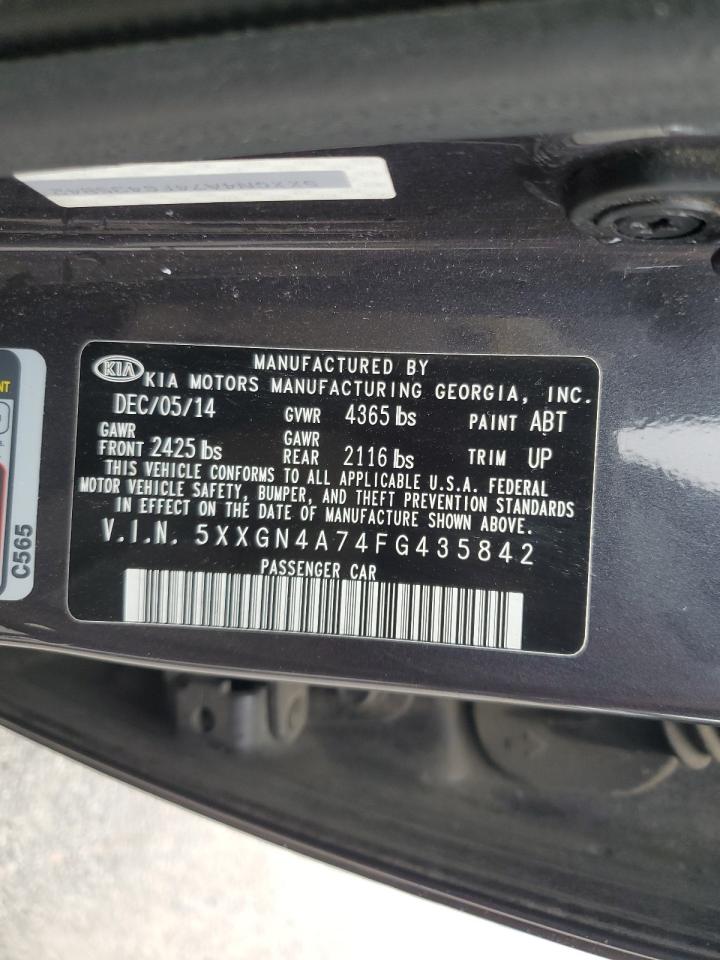 5XXGN4A74FG435842
KIA
MANUFACTURED BY
KIA MOTORS MANUFACTURING GEORGIA, INC.
DEC/05/14 GVWR 4365 lbs PAINT ABT
GAWR FRONT 2425 lbs GAWR REAR 2116 lbs TRIM UP
THIS VEHICLE CONFORMS TO ALL APPLICABLE U.S.A. FEDERAL
MOTOR VEHICLE SAFETY, BUMPER, AND THEFT PREVENTION STANDARDS
IN EFFECT ON THE DATE OF MANUFACTURE SHOWN ABOVE.
V.I.N. 5XXGN4A74FG435842
PASSENGER CAR
C565